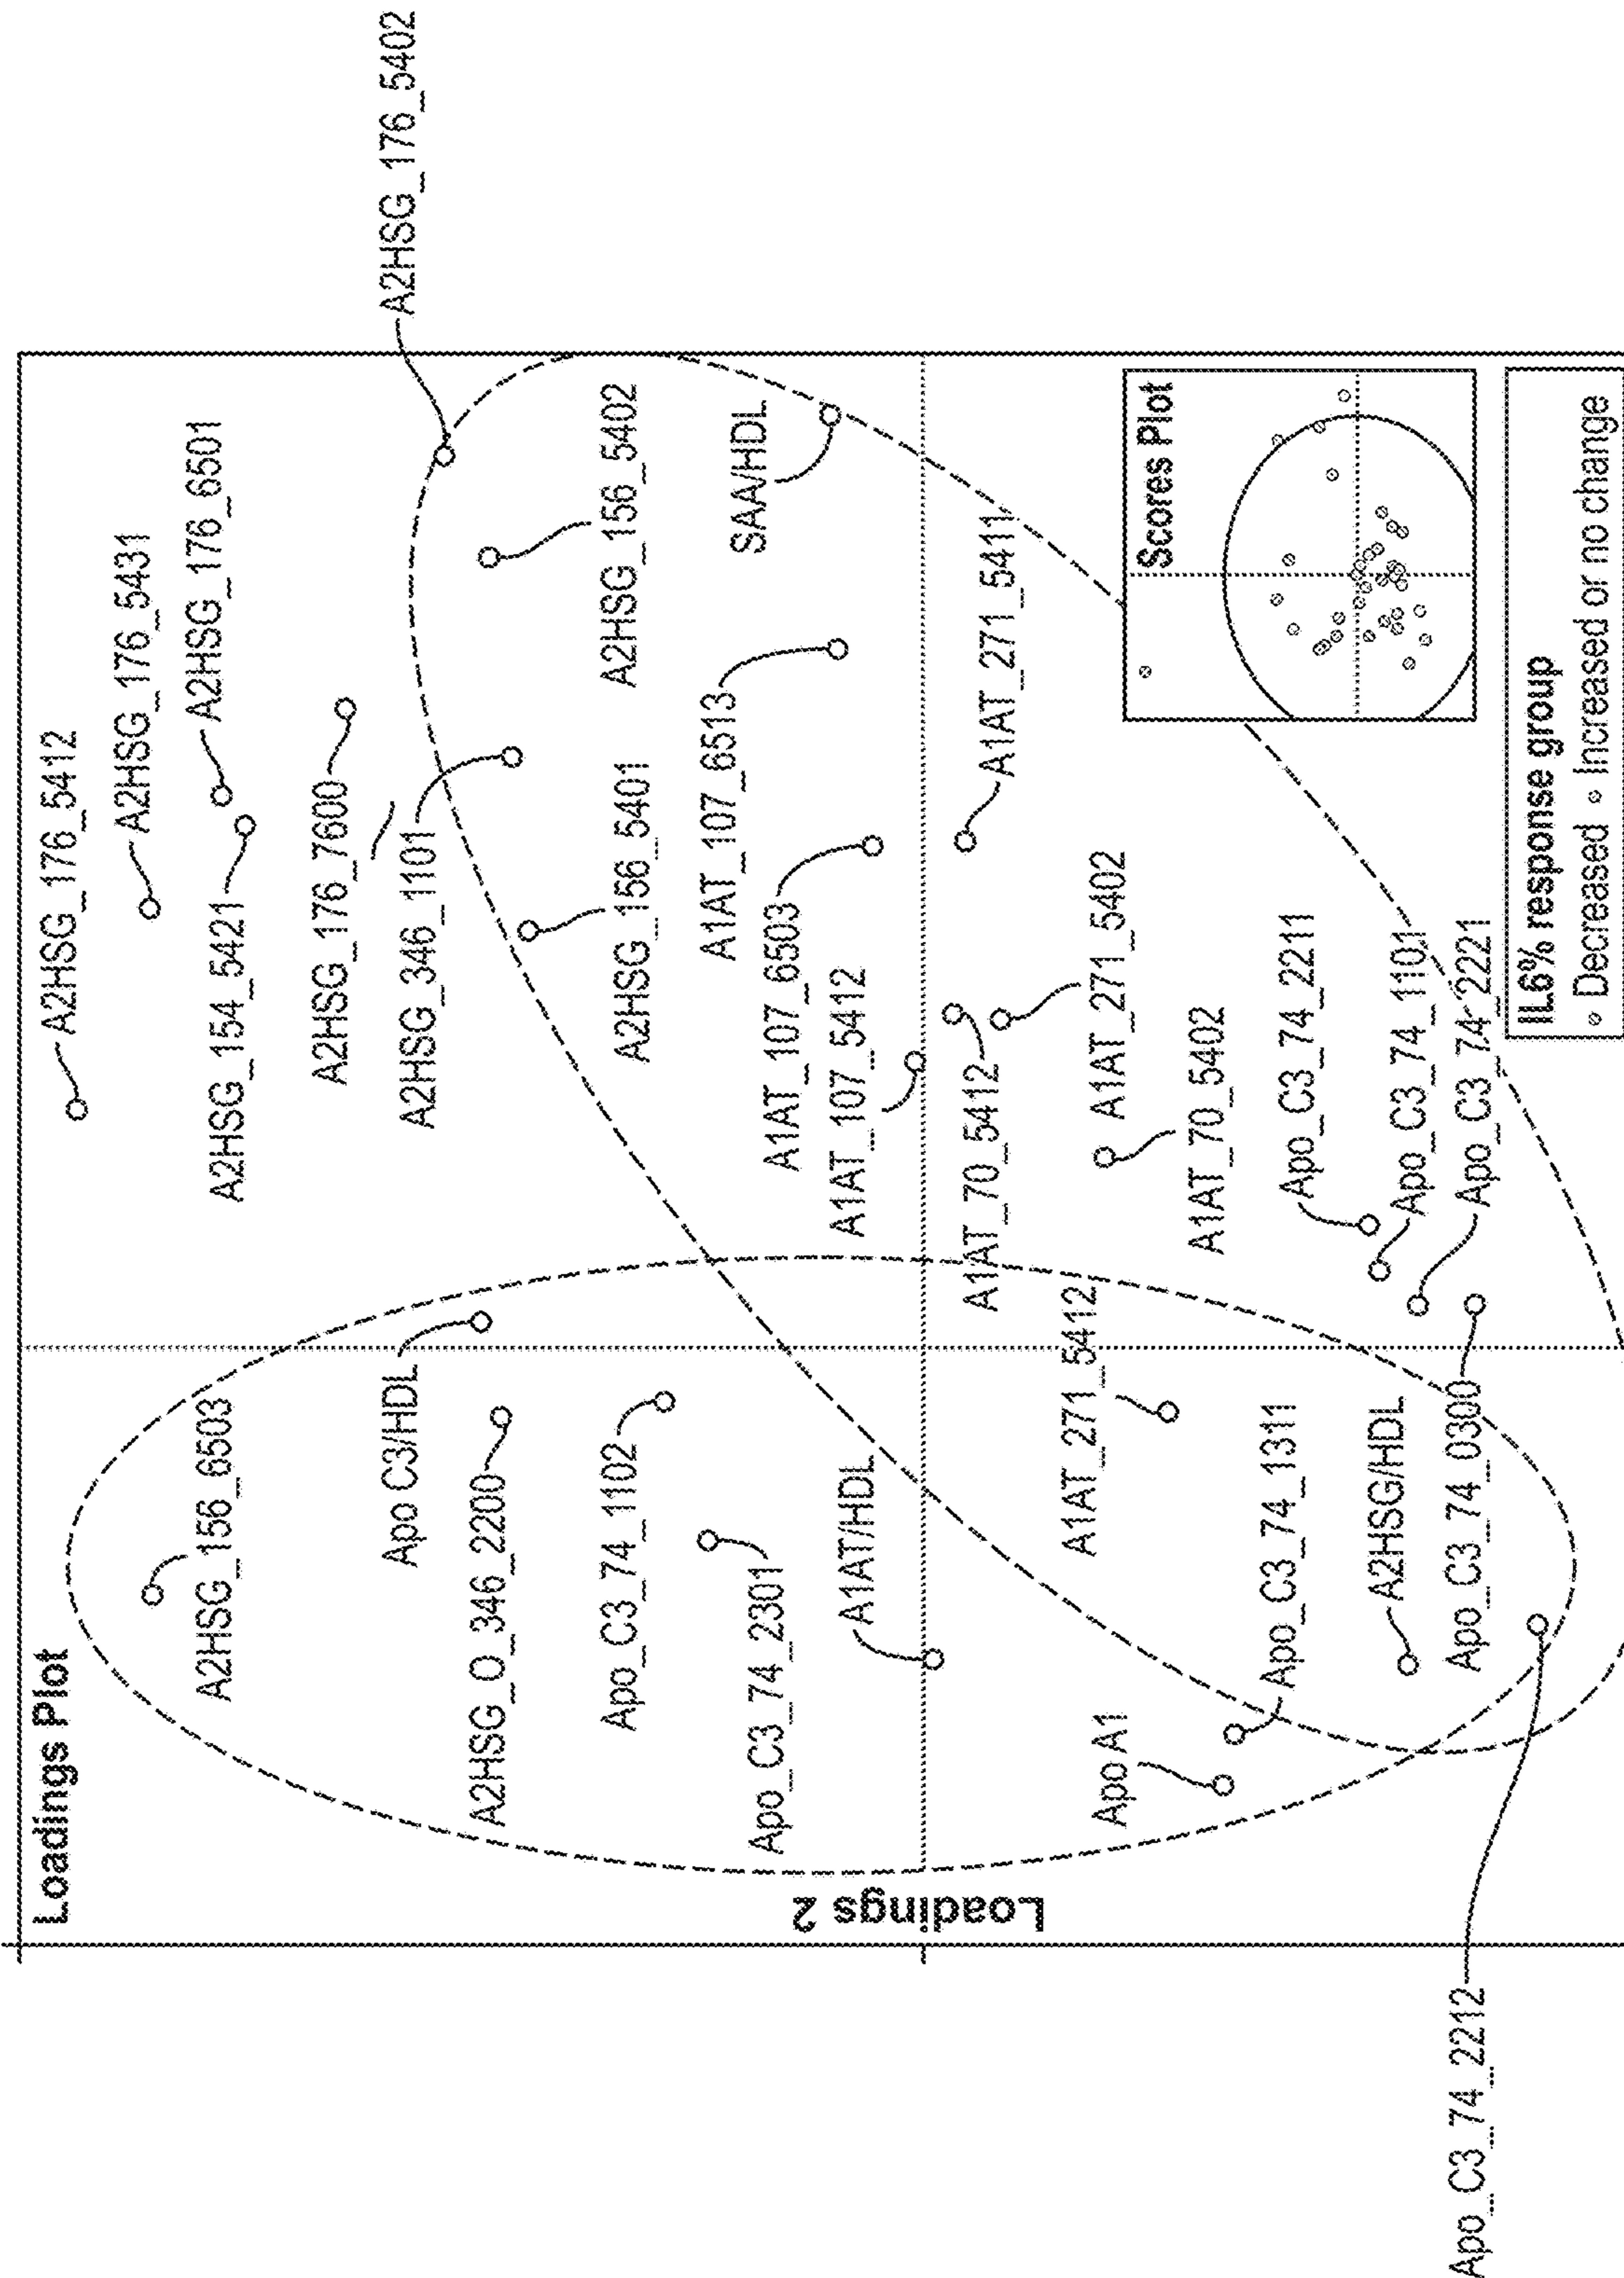 Loadings Plot
A2HSG_176_5412
A2HSG_176_5431
A2HSG_176_6501
A2HSG_154_5421
A2HSG_156_6503
A2HSG_176_7600
A2HSG_176_5402
Apo C3/HDL
A2HSG_346_1101
A2HSG_O_346_2200
A2HSG_156_5402
Apo_C3_74_1102
A2HSG_156_5401
A1AT_107_6513
SAA/HDL
Apo_C3_74_2301
A1AT_107_6503
A1AT/HDL
A1AT_107_5412
Loadings 2
A1AT_70_5412
A1AT_271_5411
A1AT_271_5412
A1AT_271_5402
Apo A1
A1AT_70_5402
Scores Plot
Apo_C3_74_1311
Apo_C3_74_2211
A2HSG/HDL
Apo_C3_74_1101
Apo_C3_74_0300
Apo_C3_74_2221
Apo_C3_74_2212
IL6% response group
Decreased Increased or no change